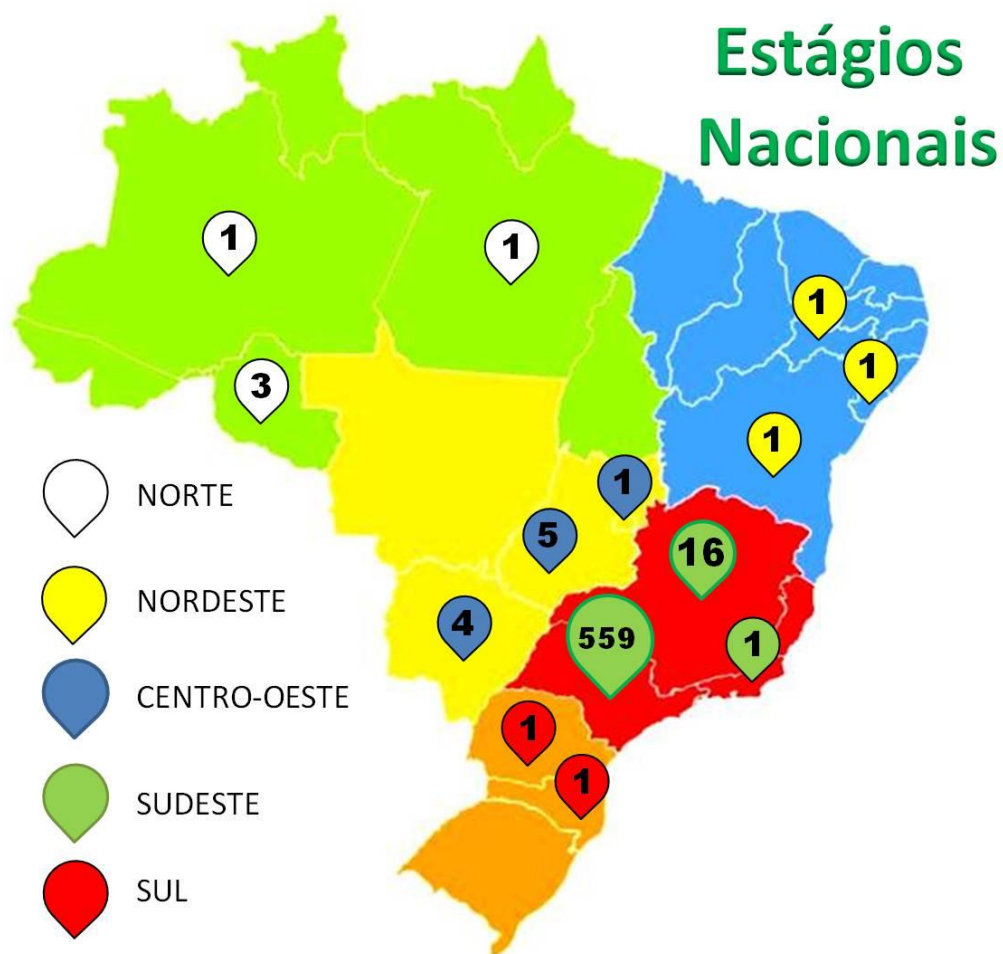 Estágios
Nacionais
1
1
1
3
1
1
1
5
16
4
559
1
1
1
NORTE
NORDESTE
CENTRO-OESTE
SUDESTE
SUL